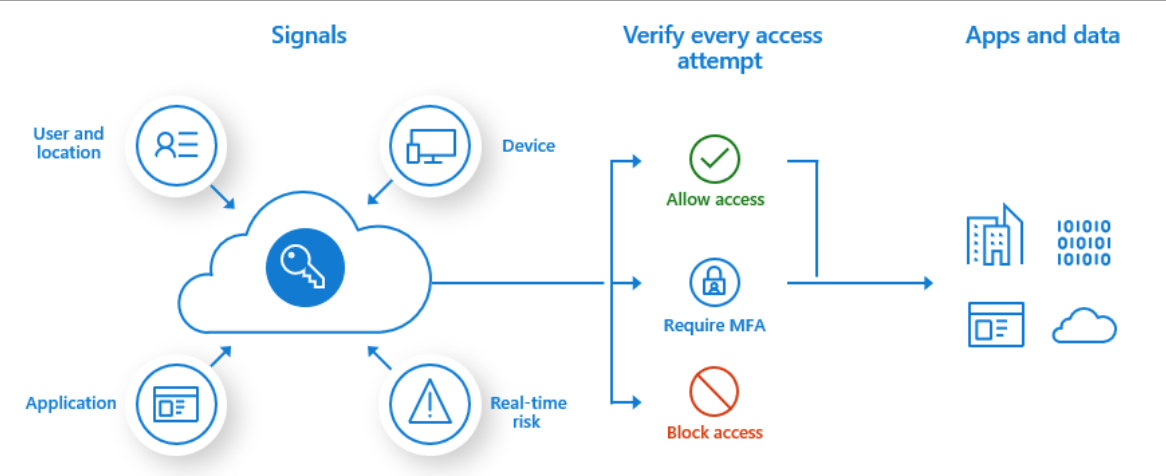 Signals
Verify every access
attempt
Apps and data
User and
location
Device
Allow access
101010
010101
101010
Require MFA
Application
Real-time
risk
Block access